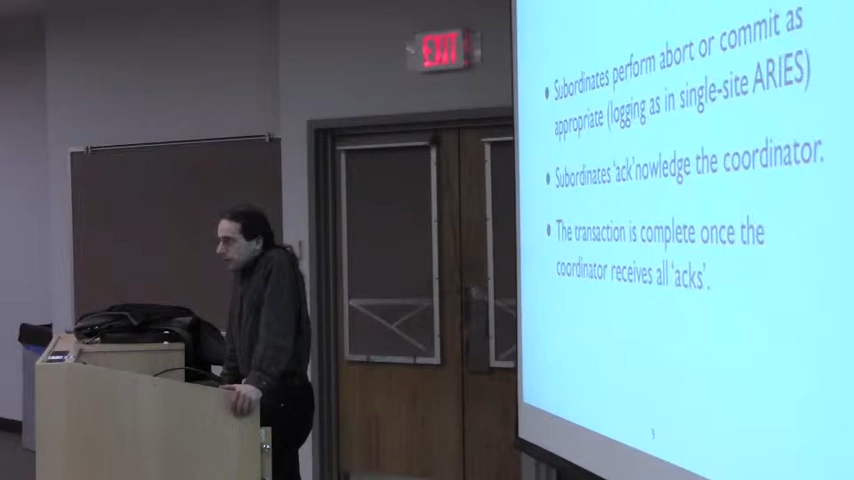 EXIT
• Subordinates perform abort or commit as
appropriate (logging as in single-site ARIES)
• Subordinates 'ack'nowledge the coordinator.
• The transaction is complete once the
coordinator receives all 'acks'.